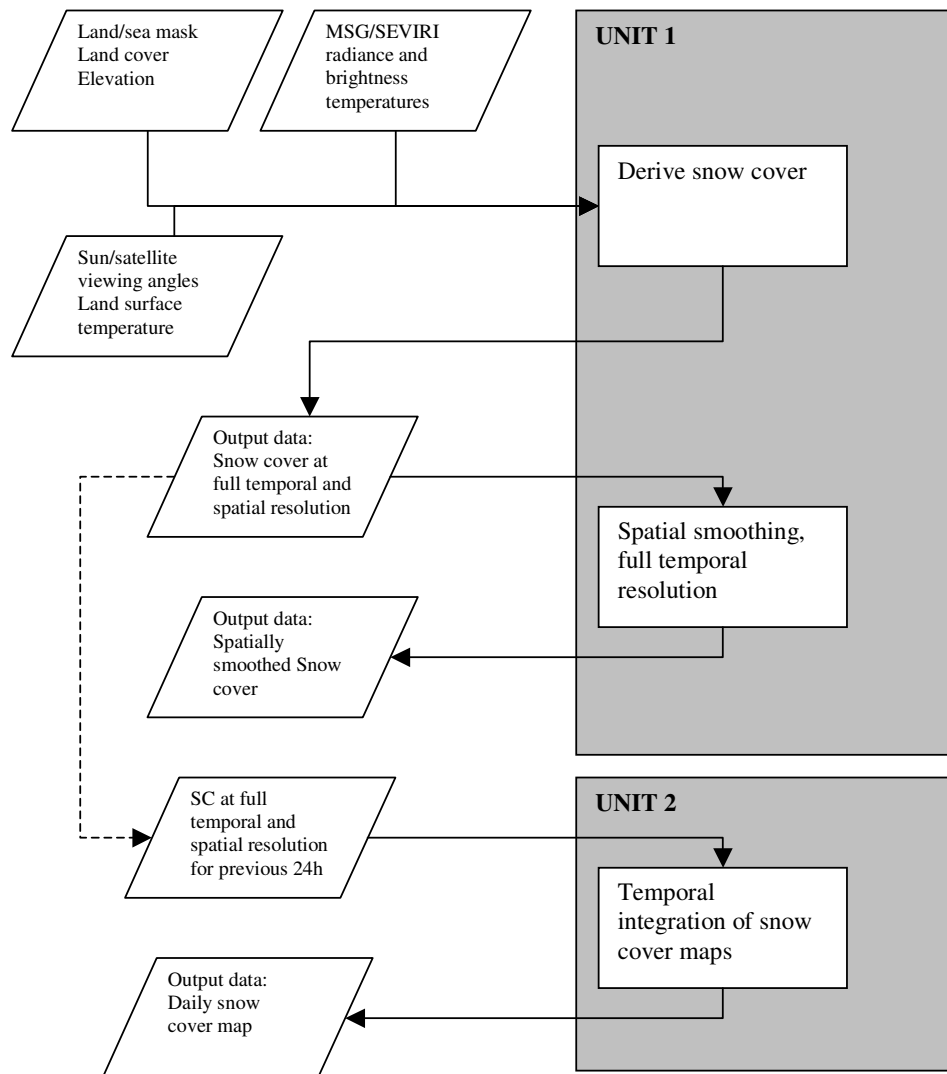 Land/sea mask
Land cover
Elevation
MSG/SEVIRI
radiance and
brightness
temperatures
UNIT 1
Derive snow cover
Sun/satellite
viewing angles
Land surface
temperature
Output data:
Snow cover at
full temporal and
spatial resolution
Spatial smoothing,
full temporal
resolution
Output data:
Spatially
smoothed Snow
cover
SC at full
temporal and
spatial resolution
for previous 24h
UNIT 2
Temporal
integration of snow
cover maps
Output data:
Daily snow
cover map